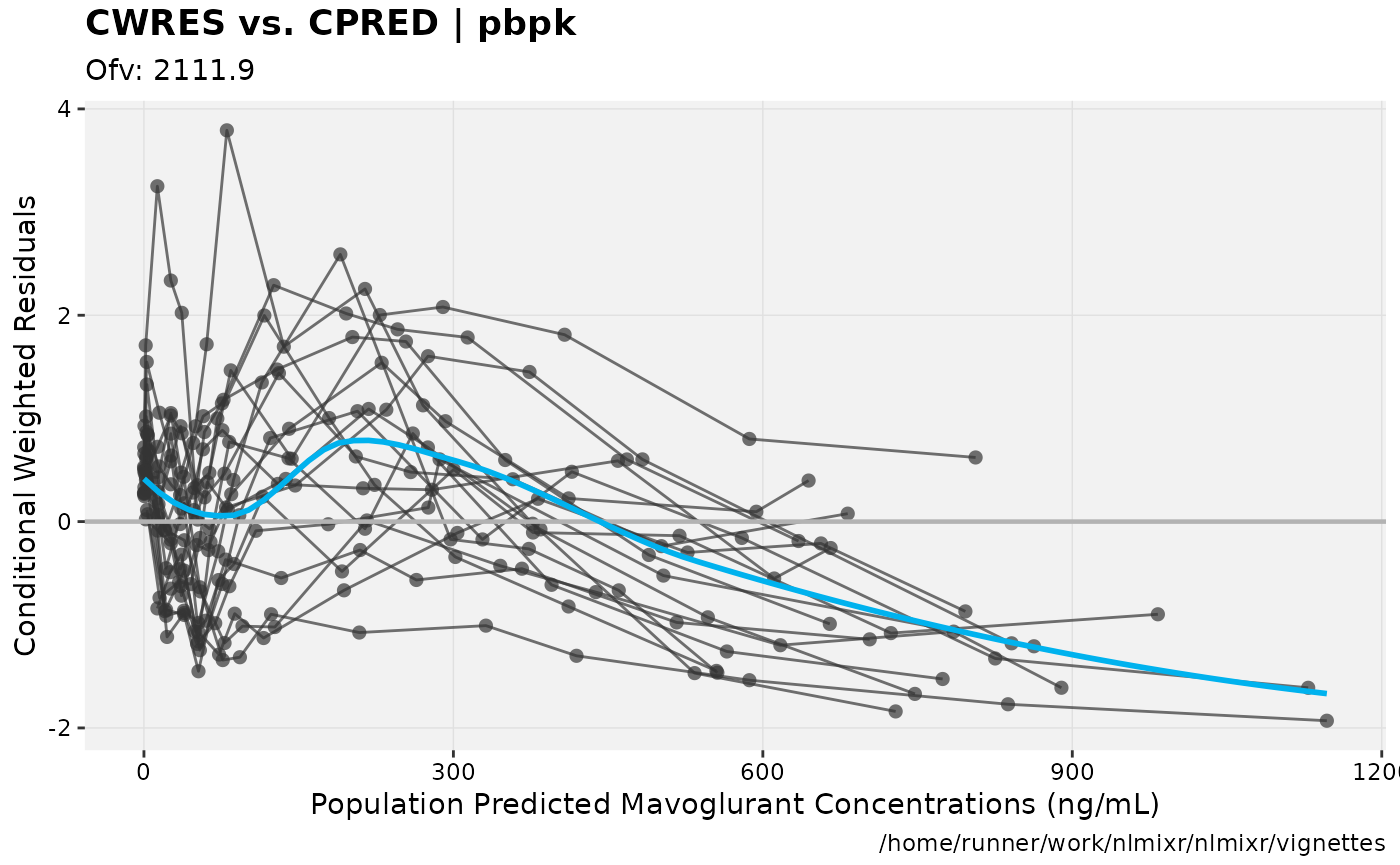 CWRES vs. CPRED | pbpk
Ofv: 2111.9
Conditional Weighted Residuals
4
2
0
-2
0 300 600 900 120
Population Predicted Mavoglurant Concentrations (ng/mL)
/home/runner/work/nlmixr/nlmixr/vignettes